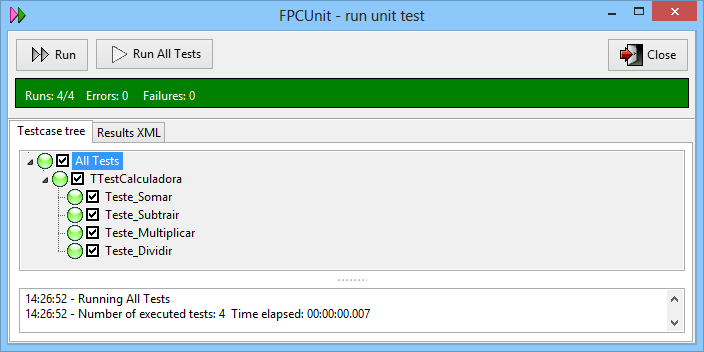 FPCUnit - run unit test
Run
Run All Tests
Close
Runs: 4/4 Errors: 0 Failures: 0
Testcase tree
Results XML
All Tests
TTestCalculadora
Teste_Somar
Teste_Subtrair
Teste_Multiplicar
Teste_Dividir
14:26:52 - Running All Tests
14:26:52 - Number of executed tests: 4 Time elapsed: 00:00:00.007